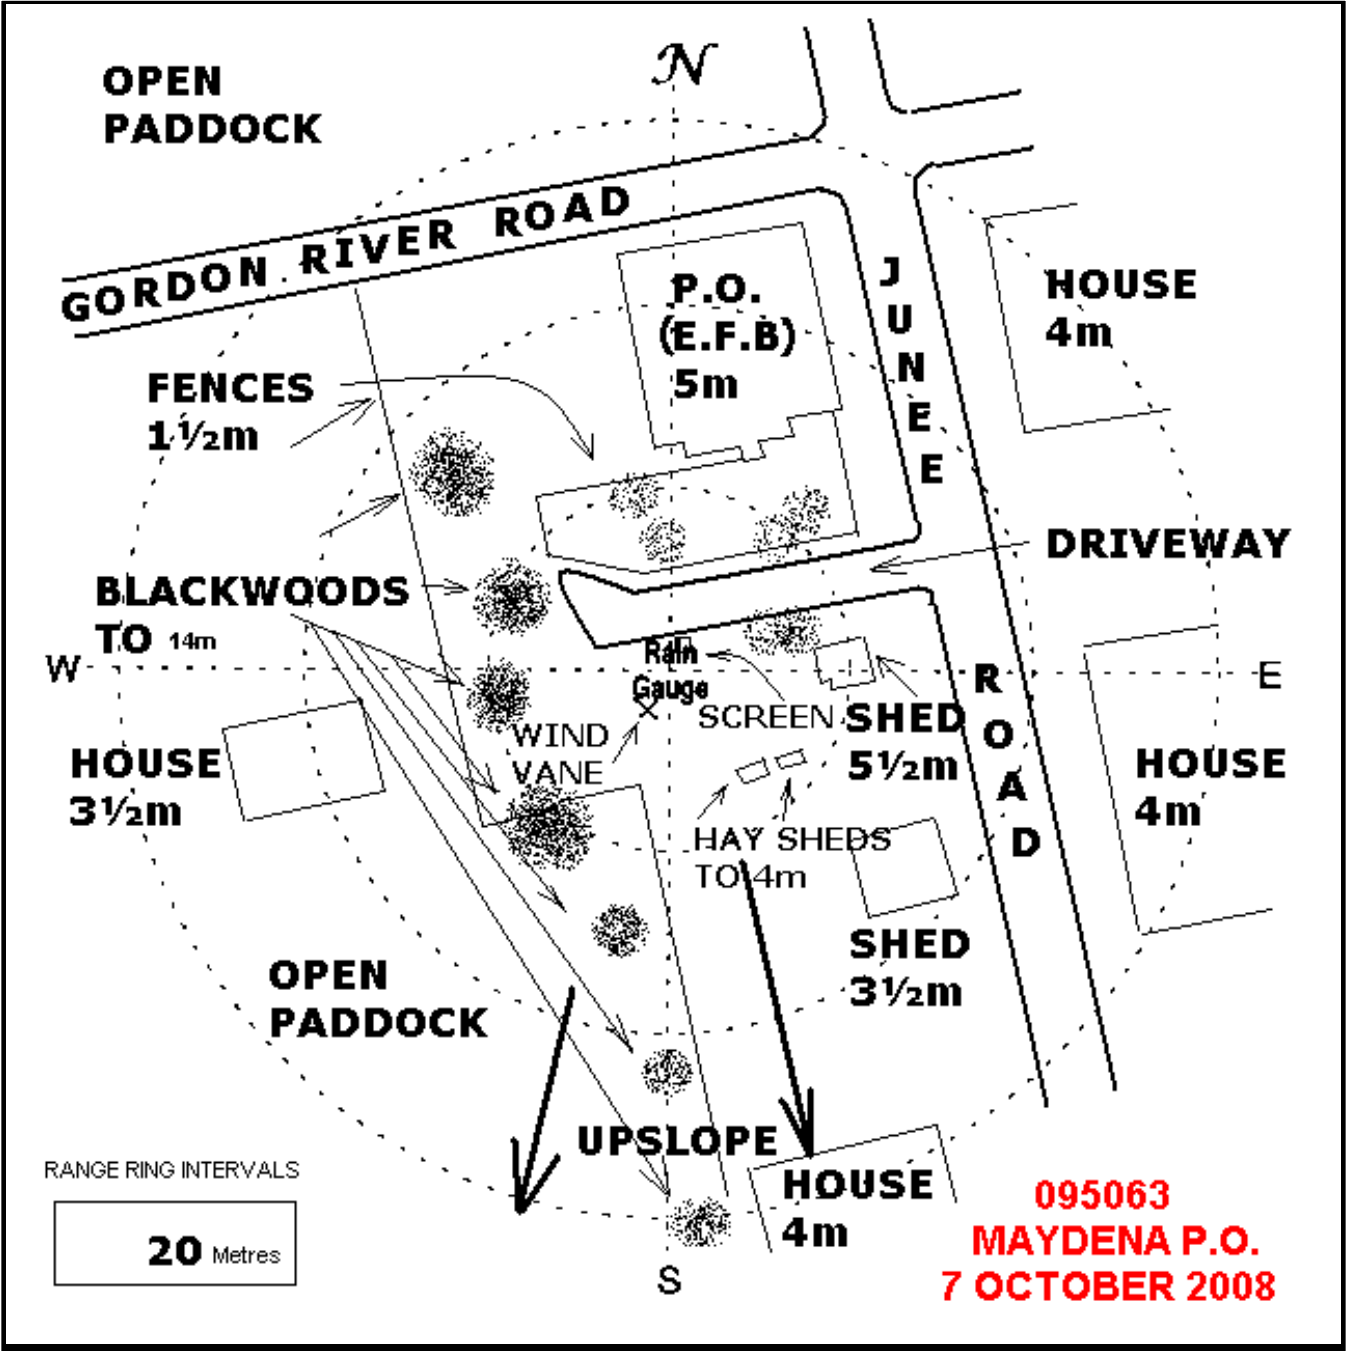 N
OPEN
PADDOCK
GORDON RIVER ROAD
P.O.
(E.F.B)
5m
JUNEE
HOUSE
4m
FENCES
1½m
DRIVEWAY
BLACKWOODS
TO 14m
Rain
Gauge
W
E
SCREEN
WIND
VANE
SHED
5½m
ROAD
HOUSE
3½m
HOUSE
4m
HAY SHEDS
TO 4m
SHED
3½m
OPEN
PADDOCK
UPSLOPE
HOUSE
4m
RANGE RING INTERVALS
20 Metres
S
095063
MAYDENA P.O.
7 OCTOBER 2008